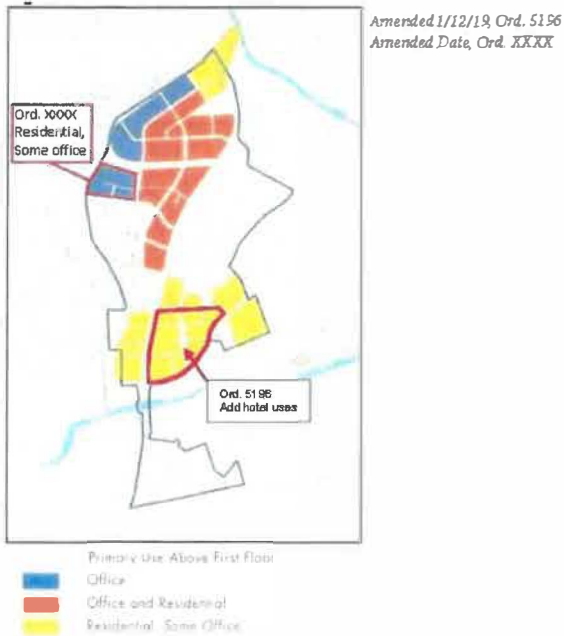 Amended 1/12/19, Ord. 5196
Amended Date, Ord. XXXX
Ord. XXXX
Residential,
Some office
Ord. 5196
Add hotel uses
Primary Use Above First Floor
Office
Office and Residential
Residential, Some Office